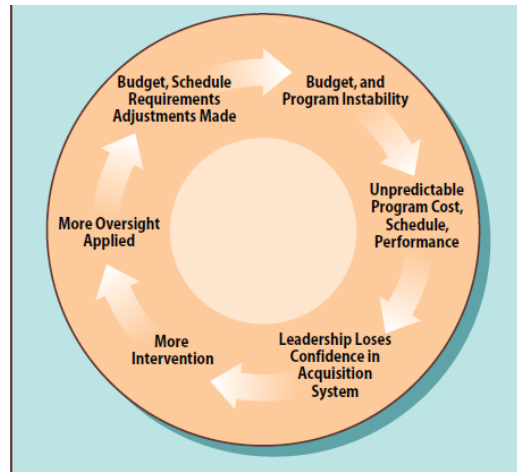 Budget, Schedule
Requirements
Adjustments Made
Budget, and
Program Instability
Unpredictable
Program Cost,
Schedule,
Performance
Leadership Loses
Confidence in
Acquisition
System
More
Intervention
More Oversight
Applied